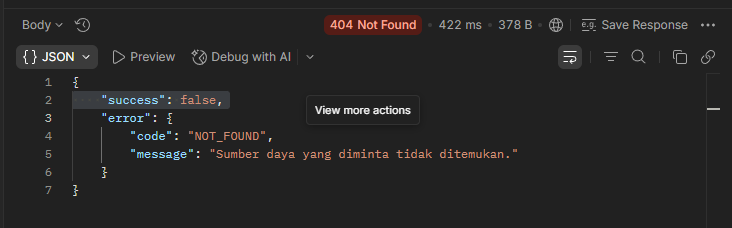 Body 404 Not Found • 422 ms • 378 B • e.g. Save Response
{} JSON Preview Debug with AI
1 {
2 "success": false,
View more actions
3 "error": {
4 "code": "NOT_FOUND",
5 "message": "Sumber daya yang diminta tidak ditemukan."
6 }
7 }